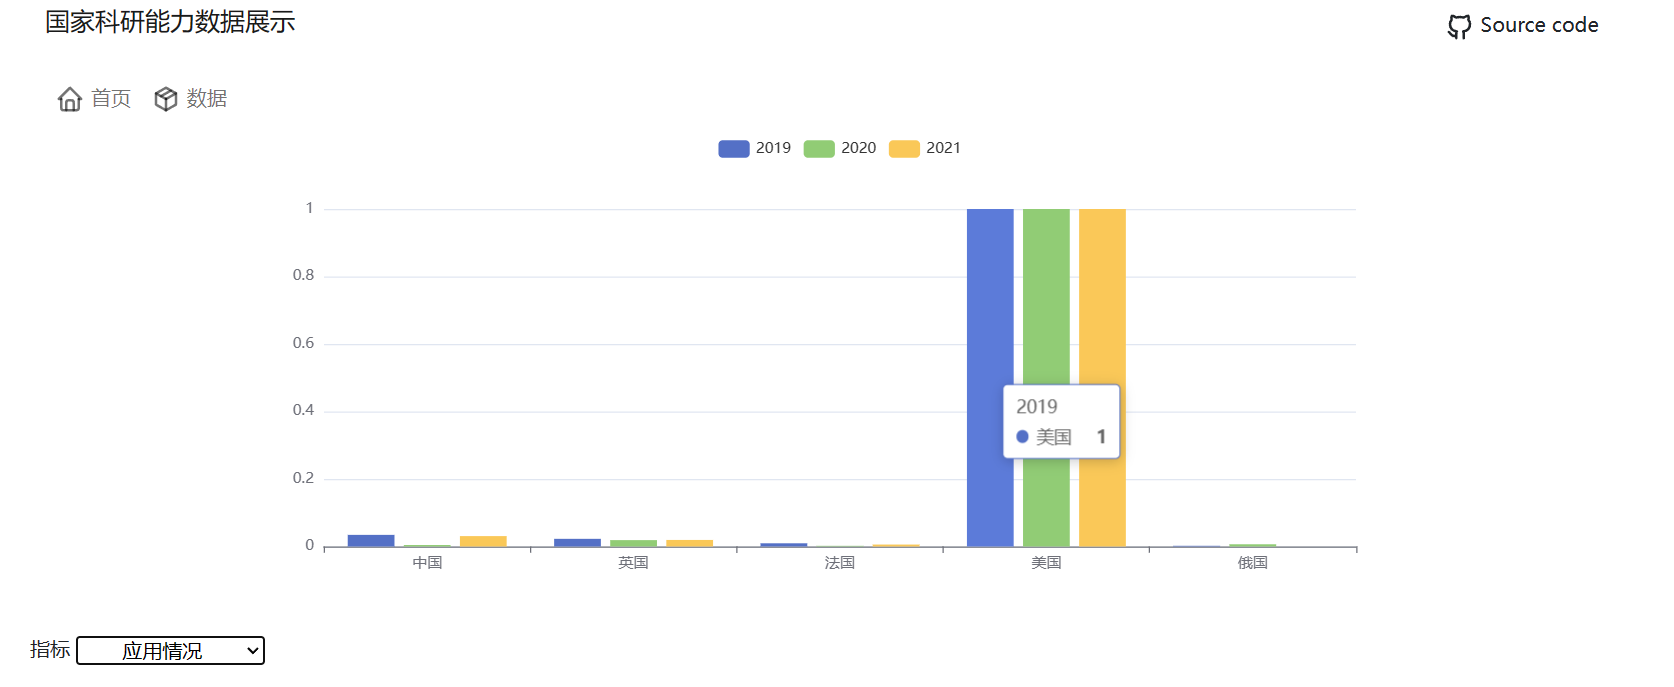 国家科研能力数据展示
Source code
首页 数据
2019 2020 2021
1
0.8
0.6
0.4
0.2
0
2019
美国 1
中国 英国 法国 美国 俄国
指标 应用情况